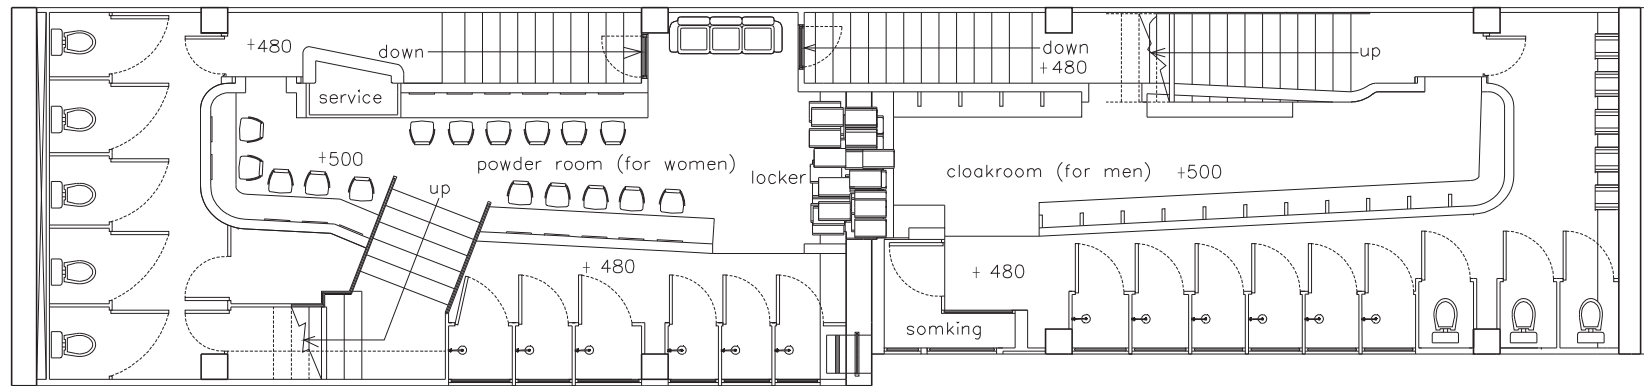 +480
down
down
+480
up
service
+500
powder room (for women)
up
locker
cloakroom (for men)
+500
+ 480
+ 480
somking